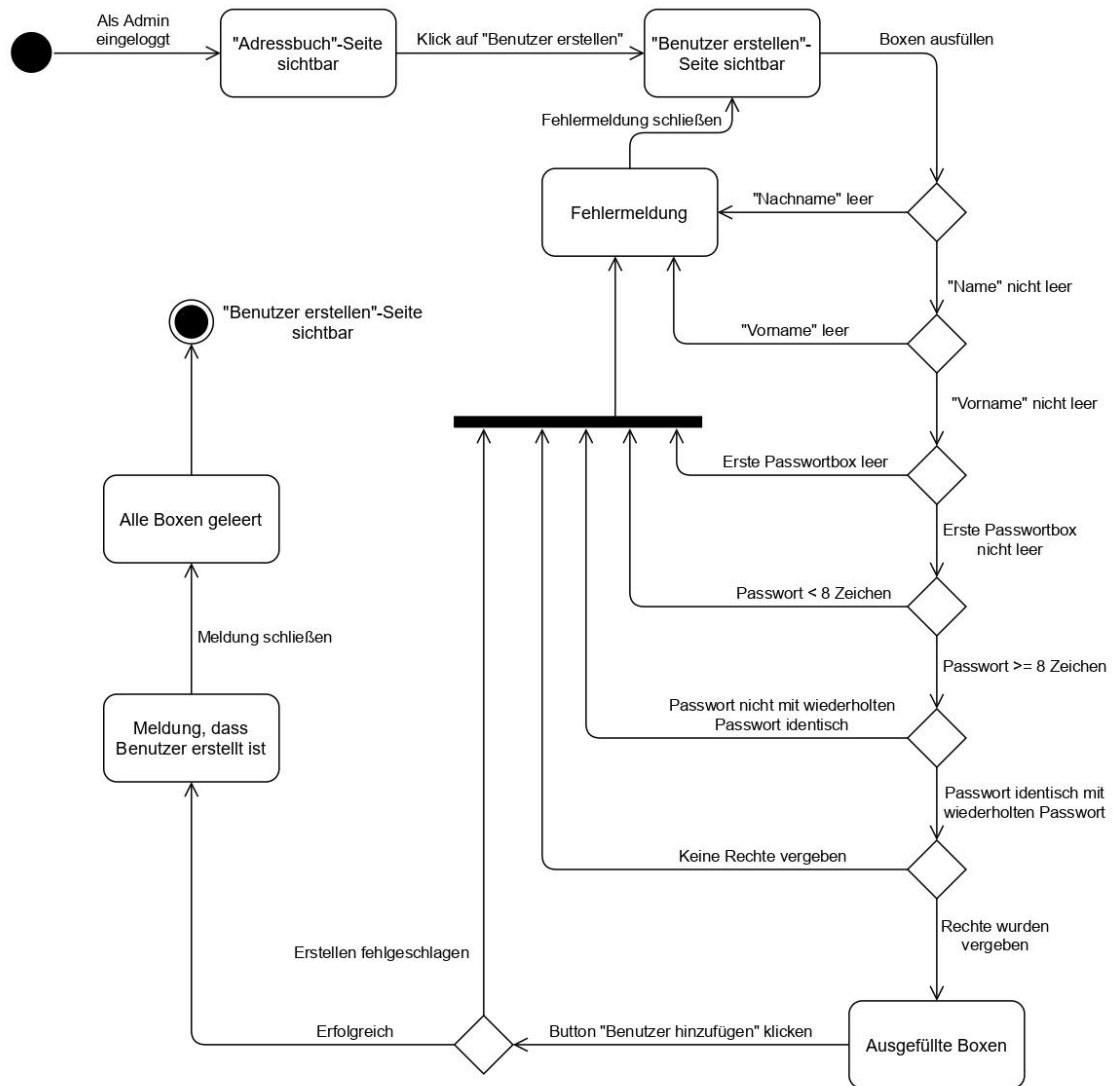 Als Admin
eingeloggt
"Adressbuch"-Seite
sichtbar
Klick auf "Benutzer erstellen"
"Benutzer erstellen"-
Seite sichtbar
Boxen ausfüllen
Fehlermeldung schließen
Fehlermeldung
"Nachname" leer
"Name" nicht leer
"Benutzer erstellen"-Seite
sichtbar
"Vorname" leer
"Vorname" nicht leer
Erste Passwortbox leer
Alle Boxen geleert
Erste Passwortbox
nicht leer
Passwort < 8 Zeichen
Meldung schließen
Passwort >= 8 Zeichen
Passwort nicht mit wiederholten
Passwort identisch
Meldung, dass
Benutzer erstellt ist
Passwort identisch mit
wiederholten Passwort
Keine Rechte vergeben
Rechte wurden
vergeben
Erstellen fehlgeschlagen
Erfolgreich
Button "Benutzer hinzufügen" klicken
Ausgefüllte Boxen